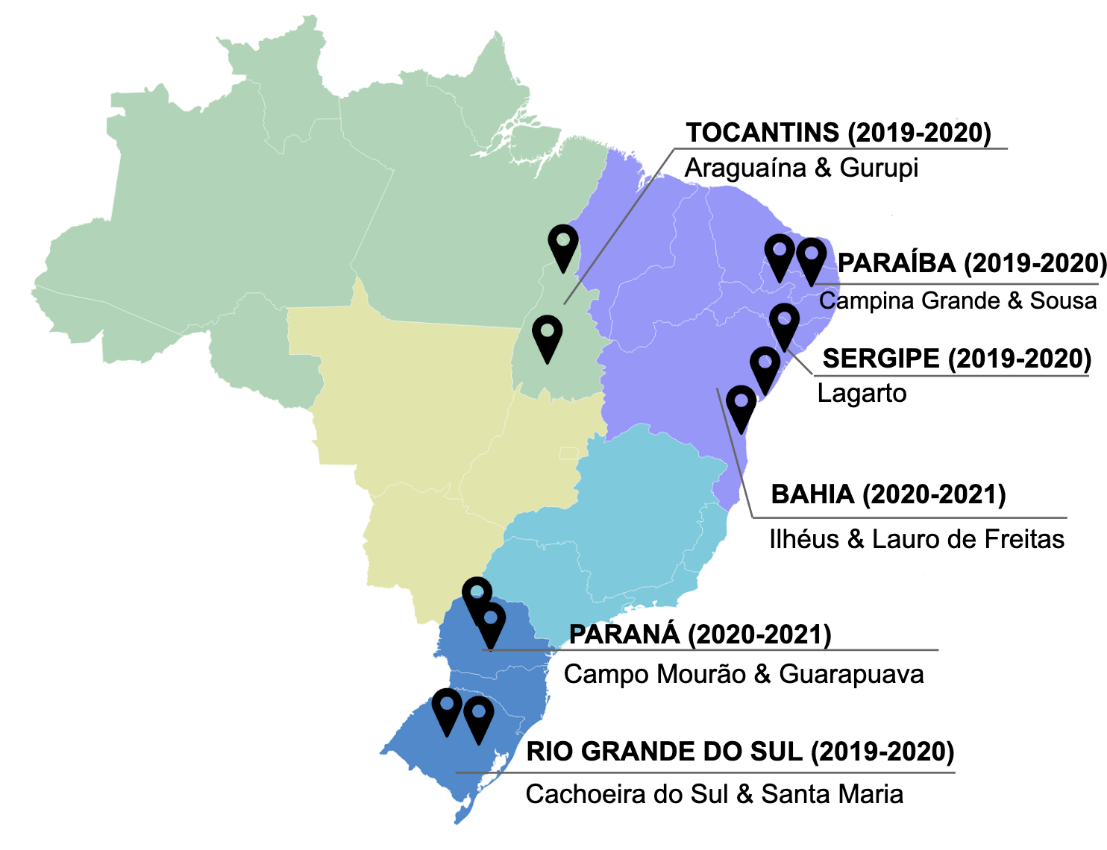 TOCANTINS (2019-2020)
Araguaína & Gurupi
PARAÍBA (2019-2020)
Campina Grande & Sousa
SERGIPE (2019-2020)
Lagarto
BAHIA (2020-2021)
Ilhéus & Lauro de Freitas
PARANÁ (2020-2021)
Campo Mourão & Guarapuava
RIO GRANDE DO SUL (2019-2020)
Cachoeira do Sul & Santa Maria